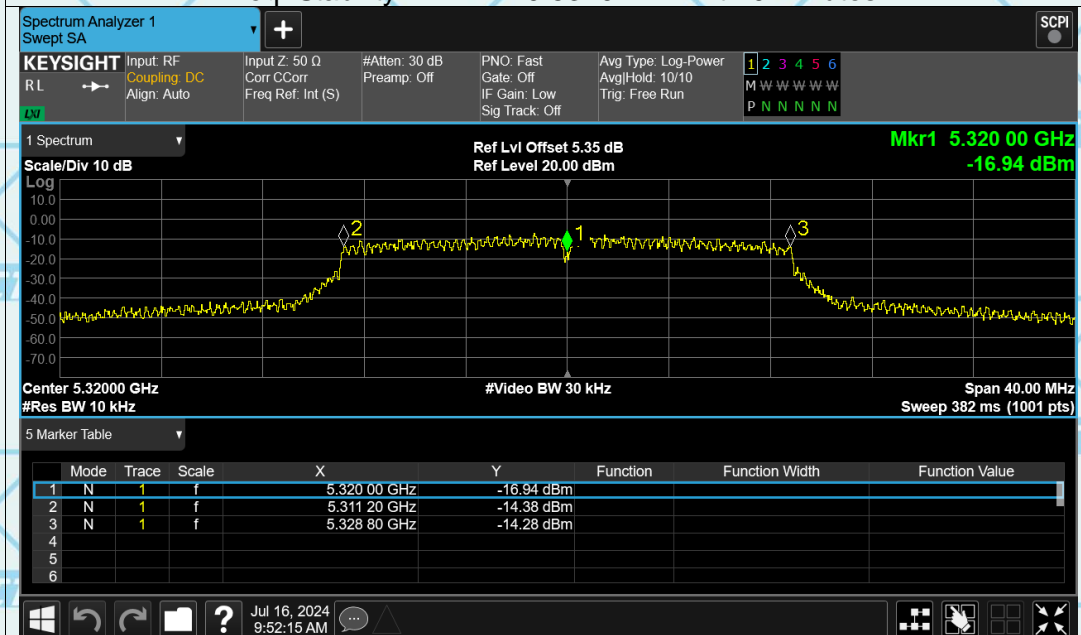 Spectrum Analyzer 1
Swept SA
+
SCPI
KEYSIGHT
R L
LXI
Input: RF
Coupling: DC
Align: Auto
Input Z: 50 Ω
Corr CCorr
Freq Ref: Int (S)
#Atten: 30 dB
Preamp: Off
PNO: Fast
Gate: Off
IF Gain: Low
Sig Track: Off
Avg Type: Log-Power
Avg|Hold: 10/10
Trig: Free Run
1 2 3 4 5 6
M W W W W W
P N N N N N
1 Spectrum
Scale/Div 10 dB
Ref Lvl Offset 5.35 dB
Ref Level 20.00 dBm
Mkr1 5.320 00 GHz
-16.94 dBm
Log
10.0
0.00
-10.0
-20.0
-30.0
-40.0
-50.0
-60.0
-70.0
2
1
3
Center 5.32000 GHz
#Video BW 30 kHz
Span 40.00 MHz
#Res BW 10 kHz
Sweep 382 ms (1001 pts)
5 Marker Table
Mode Trace Scale X Y Function Function Width Function Value
1 N 1 f 5.320 00 GHz -16.94 dBm
2 N 1 f 5.311 20 GHz -14.38 dBm
3 N 1 f 5.328 80 GHz -14.28 dBm
4
5
6
?
Jul 16, 2024
9:52:15 AM